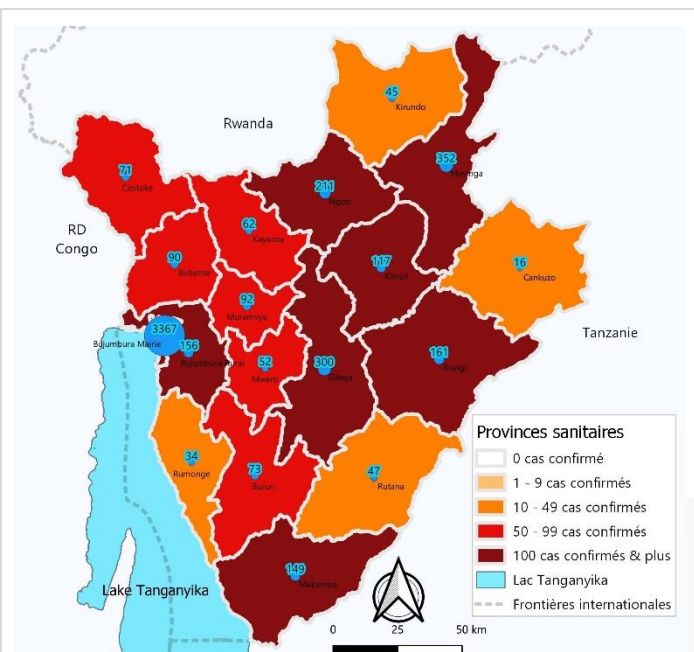 45
Kirundo
Rwanda
352
Muyinga
71
Cibitoke
211
Ngozi
62
Kayanza
RD
Congo
90
Bubanza
117
Karuzi
16
Cankuzo
92
Muramvya
3367
Bujumbura Mairie
156
Bujumbura Rural
Tanzanie
52
Mwaro
300
Gitega
161
Ruyigi
34
Rumonge
73
Bururi
47
Rutana
149
Makamba
Lake Tanganyika
Provinces sanitaires
0 cas confirmé
1 - 9 cas confirmés
10 - 49 cas confirmés
50 - 99 cas confirmés
100 cas confirmés & plus
Lac Tanganyika
Frontières internationales
0 25 50 km